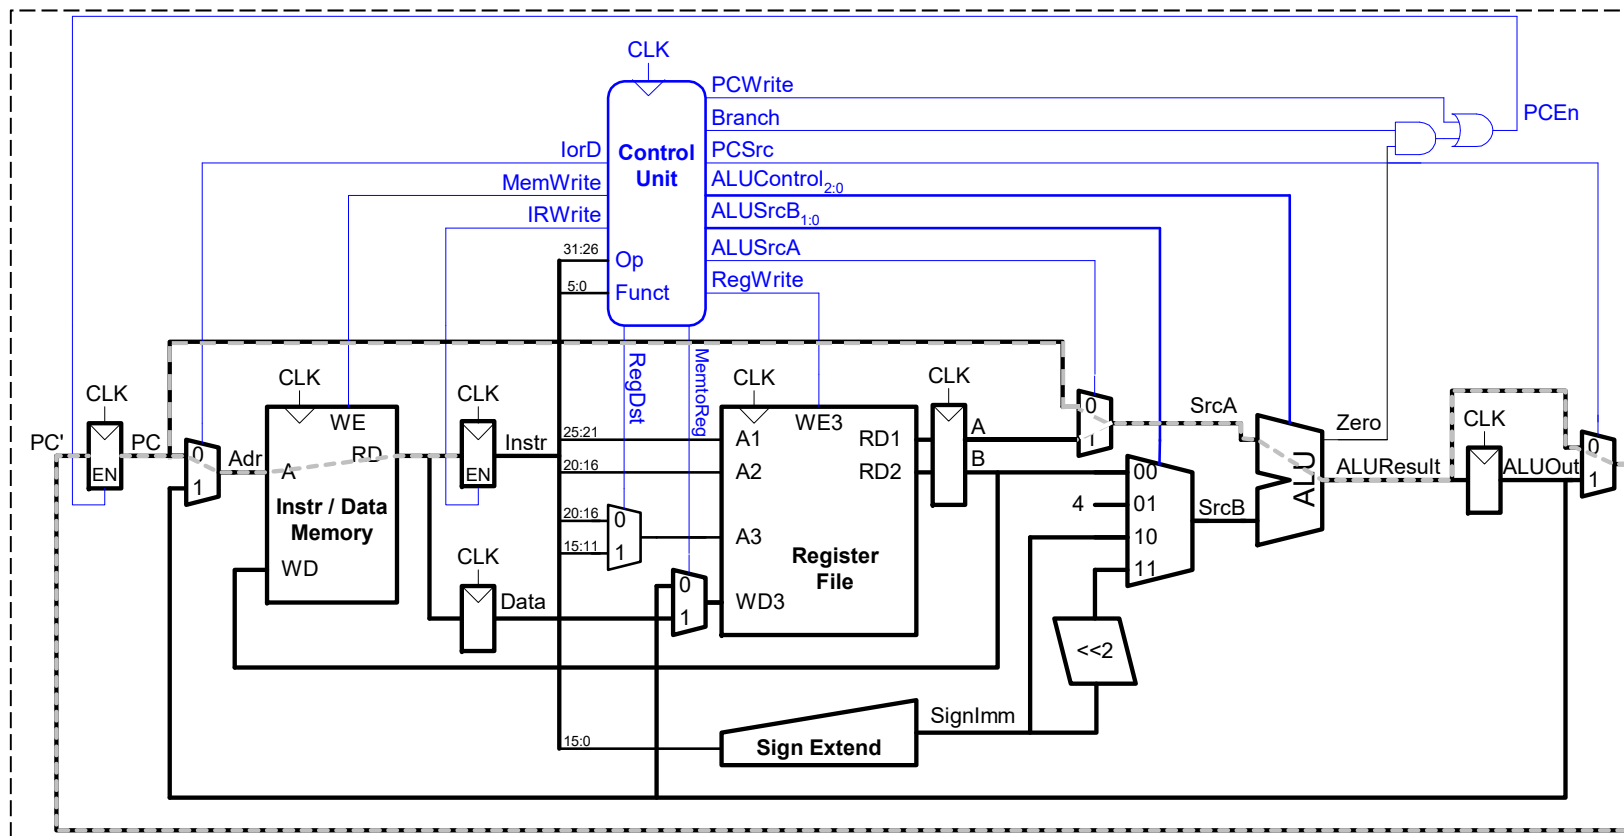 CLK
PCWrite
Branch
PCEn
IorD
Control
Unit
PCSrc
MemWrite
ALUControl2:0
IRWrite
ALUSrcB1:0
31:26
Op
ALUSrcA
5:0
Funct
RegWrite
RegDst
MemtoReg
CLK
CLK
CLK
CLK
CLK
PC'
EN
PC
0
1
Adr
WE
A
RD
Instr / Data
Memory
WD
EN
Instr
CLK
Data
25:21
20:16
20:16
15:11
0
1
0
1
WE3
A1
A2
A3
WD3
RD1
RD2
Register
File
A
B
0
1
SrcA
00
01
10
11
4
SrcB
<<2
ALU
Zero
ALUResult
CLK
ALUOut
0
1
15:0
Sign Extend
SignImm